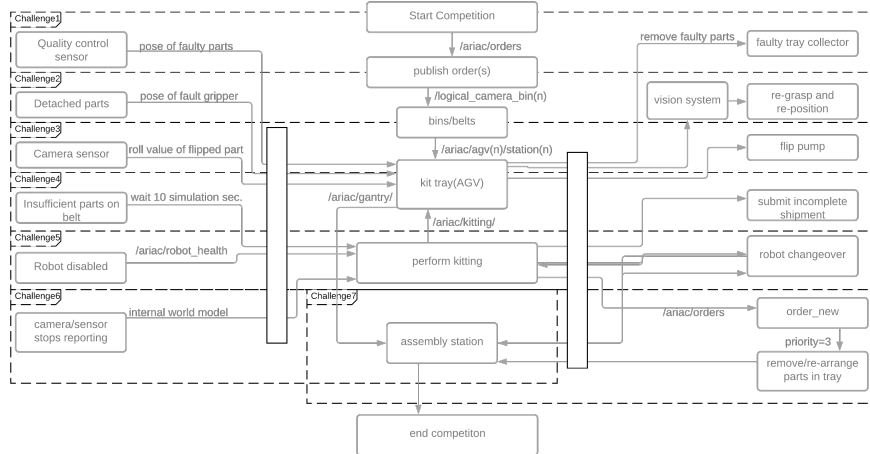 Challenge1
Start Competition
Quality control
sensor
pose of faulty parts
/ariac/orders
remove faulty parts
faulty tray collector
publish order(s)
Challenge2
Detached parts
pose of fault gripper
/logical_camera_bin(n)
vision system
re-grasp and
re-position
bins/belts
Challenge3
Camera sensor
roll value of flipped part
/ariac/agv(n)/station(n)
flip pump
kit tray(AGV)
Challenge4
Insufficient parts on
belt
wait 10 simulation sec.
/ariac/gantry/
/ariac/kitting/
submit incomplete
shipment
Challenge5
Robot disabled
/ariac/robot_health
perform kitting
robot changeover
Challenge6
camera/sensor
stops reporting
internal world model
Challenge7
/ariac/orders
order_new
assembly station
priority=3
remove/re-arrange
parts in tray
end competiton